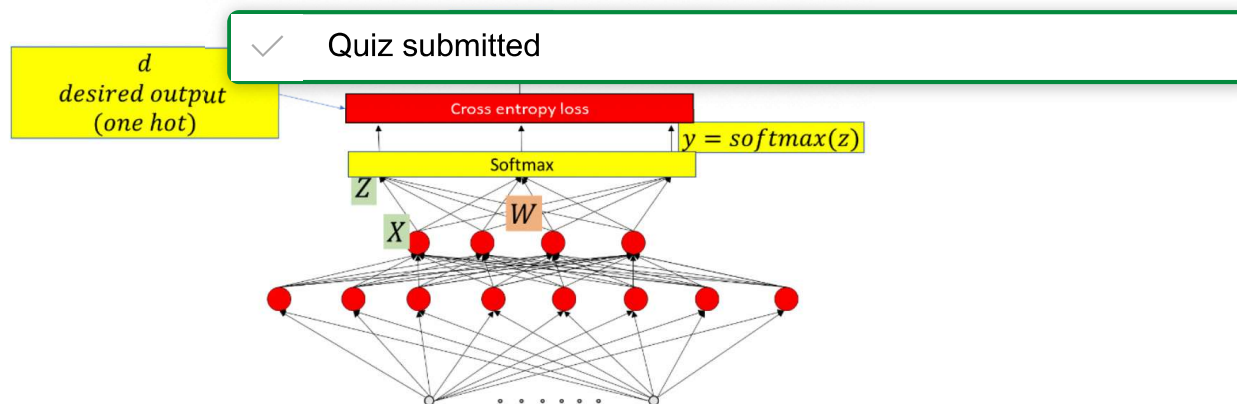 Quiz submitted
d
desired output
(one hot)
Cross entropy loss
y = softmax(z)
Softmax
Z
W
X